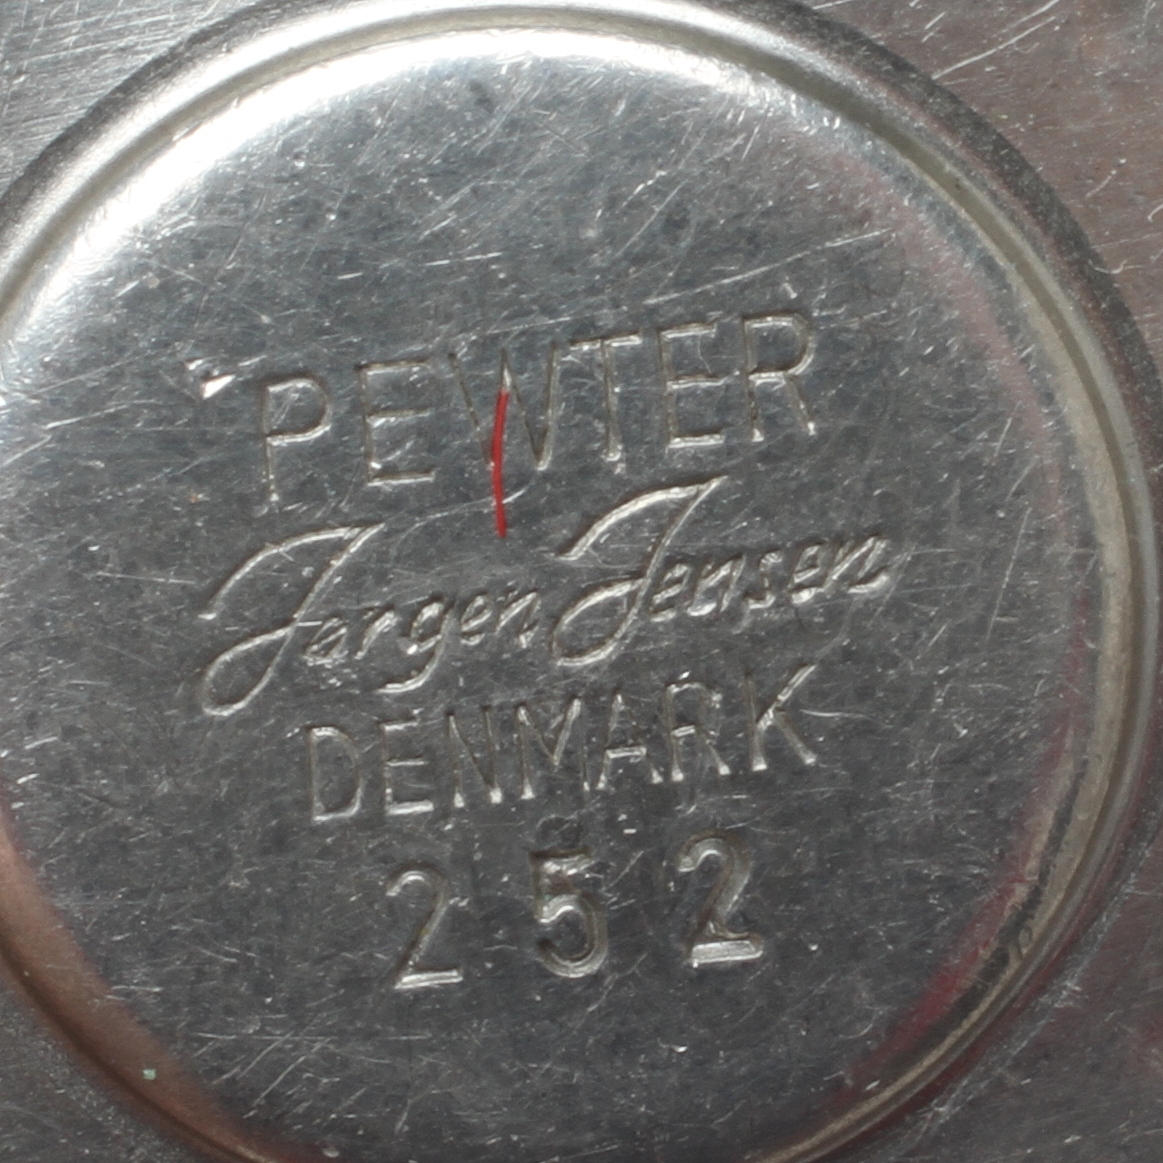 PEWTER
Jørgen Jensen
DENMARK
252